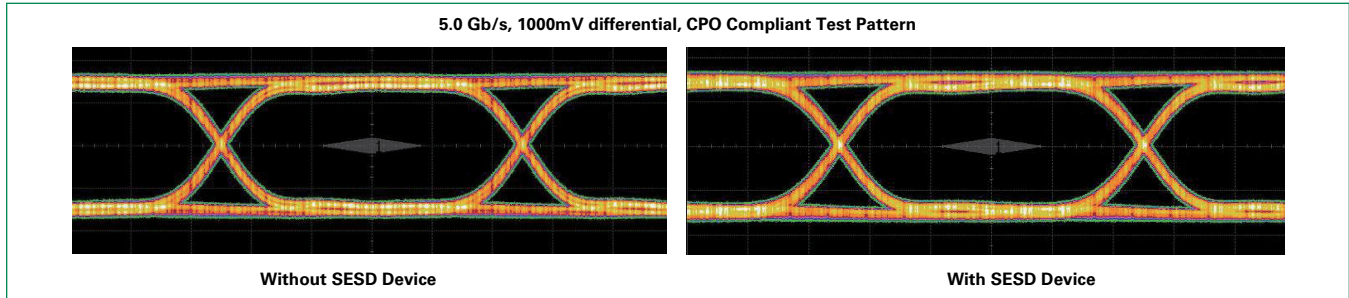 5.0 Gb/s, 1000mV differential, CPO Compliant Test Pattern
Without SESD Device
With SESD Device